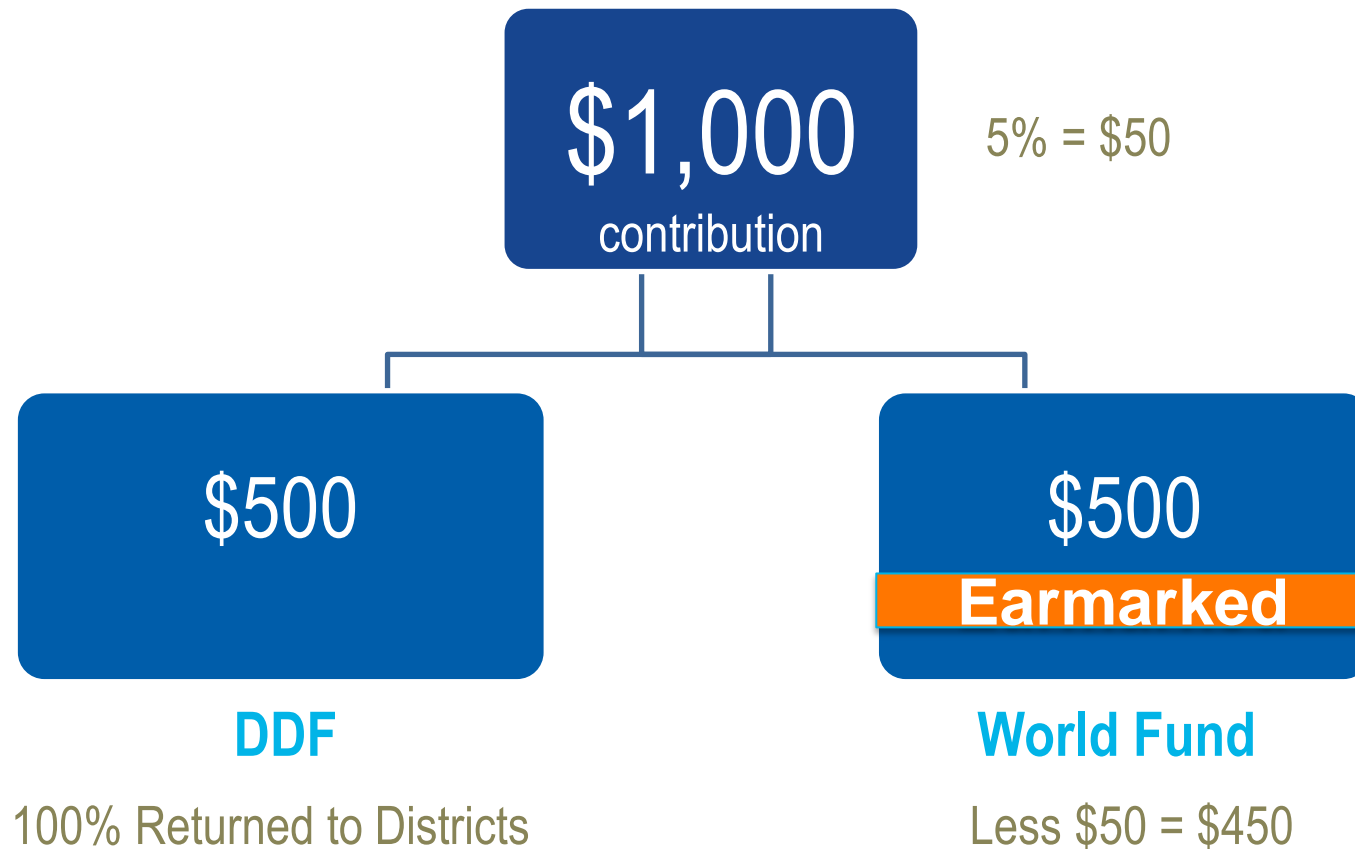 $1,000
contribution
5% = $50
$500
$500
Earmarked
DDF
World Fund
100% Returned to Districts
Less $50 = $450